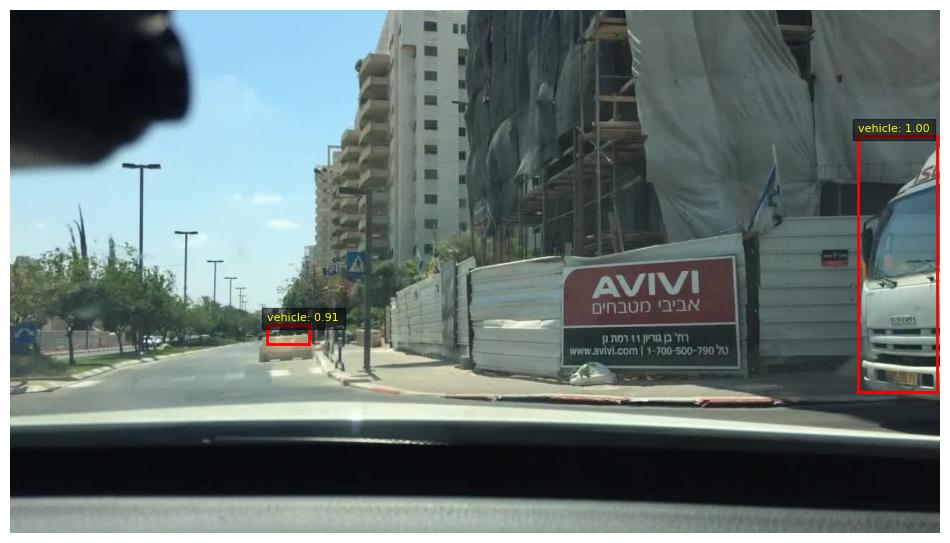 vehicle: 1.00
vehicle: 0.91
AVIVI
אביבי מטבחים
רח' בן גוריון 11 רמת גן
www.avivi.com | 1-700-500-790 טל